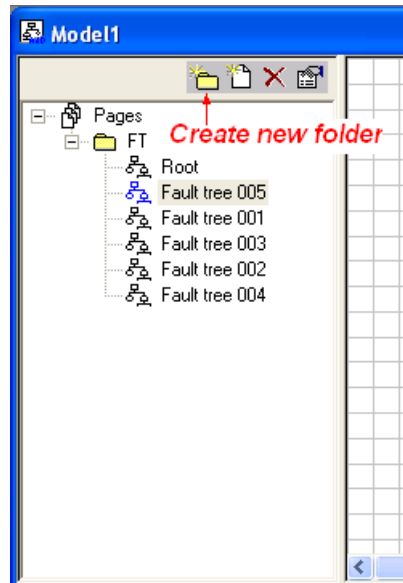 Model1
Create new folder
Pages
FT
Root
Fault tree 005
Fault tree 001
Fault tree 003
Fault tree 002
Fault tree 004